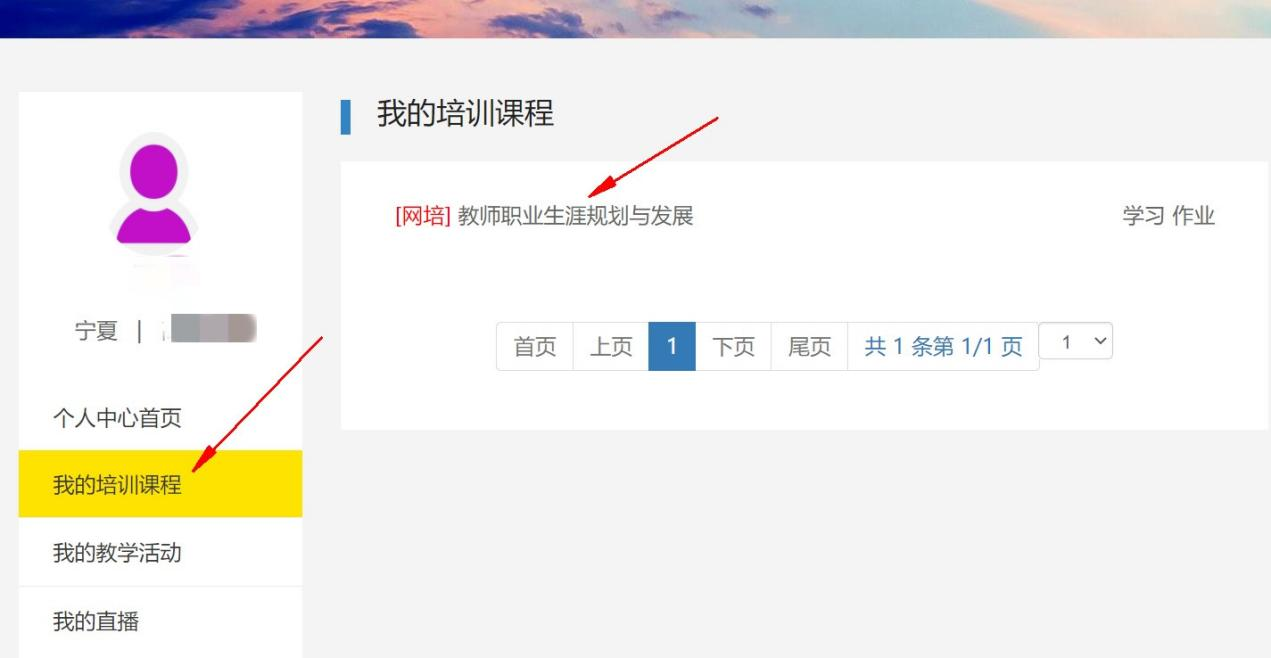 我的培训课程
[网培] 教师职业生涯规划与发展
学习 作业
首页 上页 1 下页 尾页 共 1 条第 1/1 页 1
宁夏 |
个人中心首页
我的培训课程
我的教学活动
我的直播